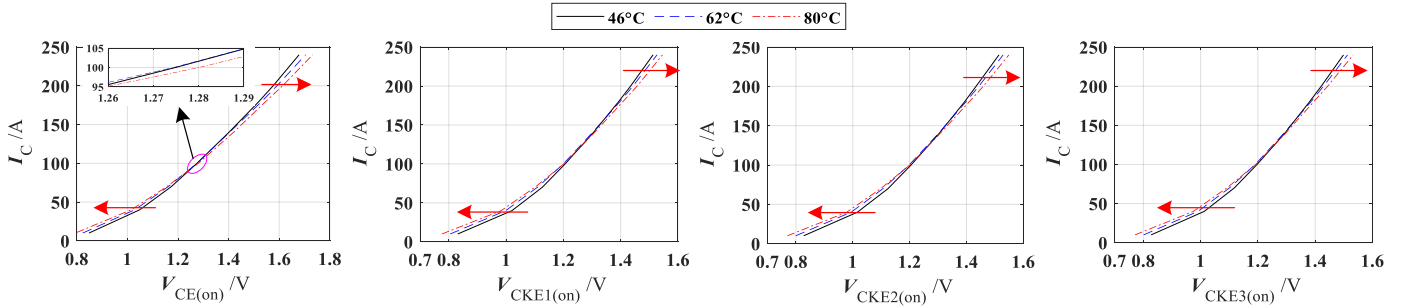 46°C 62°C 80°C
250
200
150
100
50
0
105
100
95
1.26 1.27 1.28 1.29
0.8 1 1.2 1.4 1.6 1.8
I_C /A
V_CE(on) /V
250
200
150
100
50
0
0.7 0.8 1 1.2 1.4 1.6
I_C /A
V_CKE1(on) /V
250
200
150
100
50
0
0.7 0.8 1 1.2 1.4 1.6
I_C /A
V_CKE2(on) /V
250
200
150
100
50
0
0.7 0.8 1 1.2 1.4 1.6
I_C /A
V_CKE3(on) /V